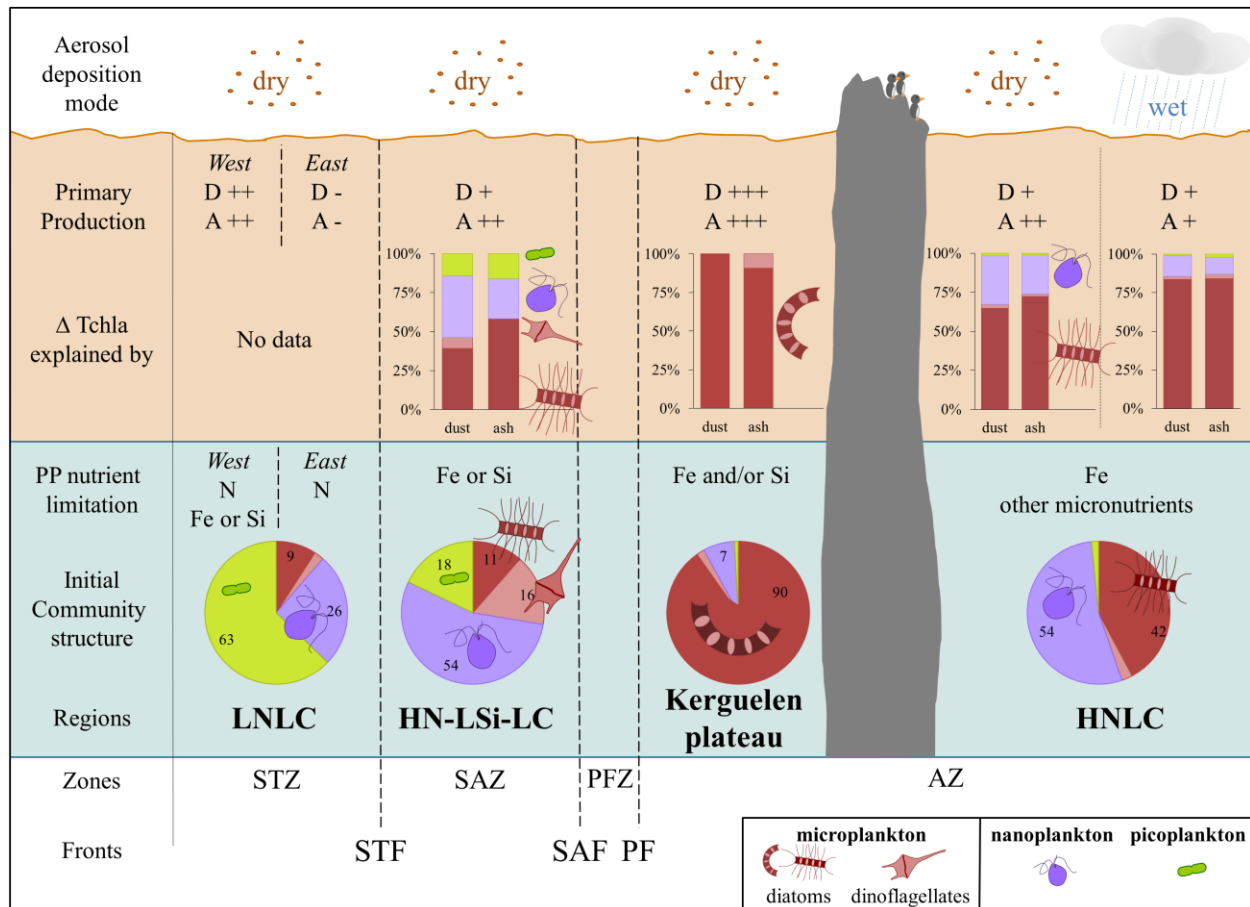 Aerosol
deposition
mode
dry
dry
dry
dry
wet
Primary
Production
West
D ++
A ++
East
D -
A -
D +
A ++
D +++
A +++
D +
A ++
D +
A +
Δ Tchla
explained by
No data
100%
75%
50%
25%
0%
dust
ash
100%
75%
50%
25%
0%
dust
ash
100%
75%
50%
25%
0%
dust
ash
100%
75%
50%
25%
0%
dust
ash
PP nutrient
limitation
West
N
Fe or Si
East
N
Fe or Si
Fe and/or Si
Fe
other micronutrients
Initial
Community
structure
9
26
63
11
16
54
18
7
90
54
42
Regions
LNLC
HN-LSi-LC
Kerguelen
plateau
HNLC
Zones
STZ
SAZ
PFZ
AZ
Fronts
STF
SAF
PF
microplankton
diatoms
dinoflagellates
nanoplankton
picoplankton